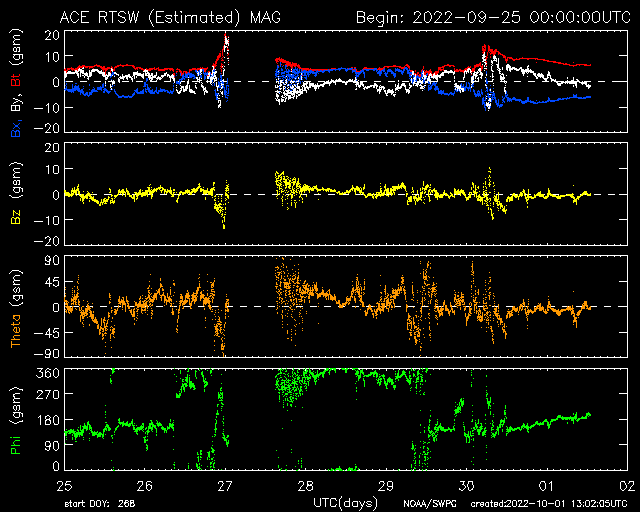 ACE RTSW (Estimated) MAG Begin: 2022-09-25 00:00:00UTC
Bx, By, Bt (gsm)
20
10
0
-10
-20
Bz (gsm)
20
10
0
-10
-20
Theta (gsm)
90
45
0
-45
-90
Phi (gsm)
360
270
180
90
0
25 26 27 28 29 30 01 02
start DOY: 268 UTC(days) NOAA/SWPC created:2022-10-01 13:02:05UTC